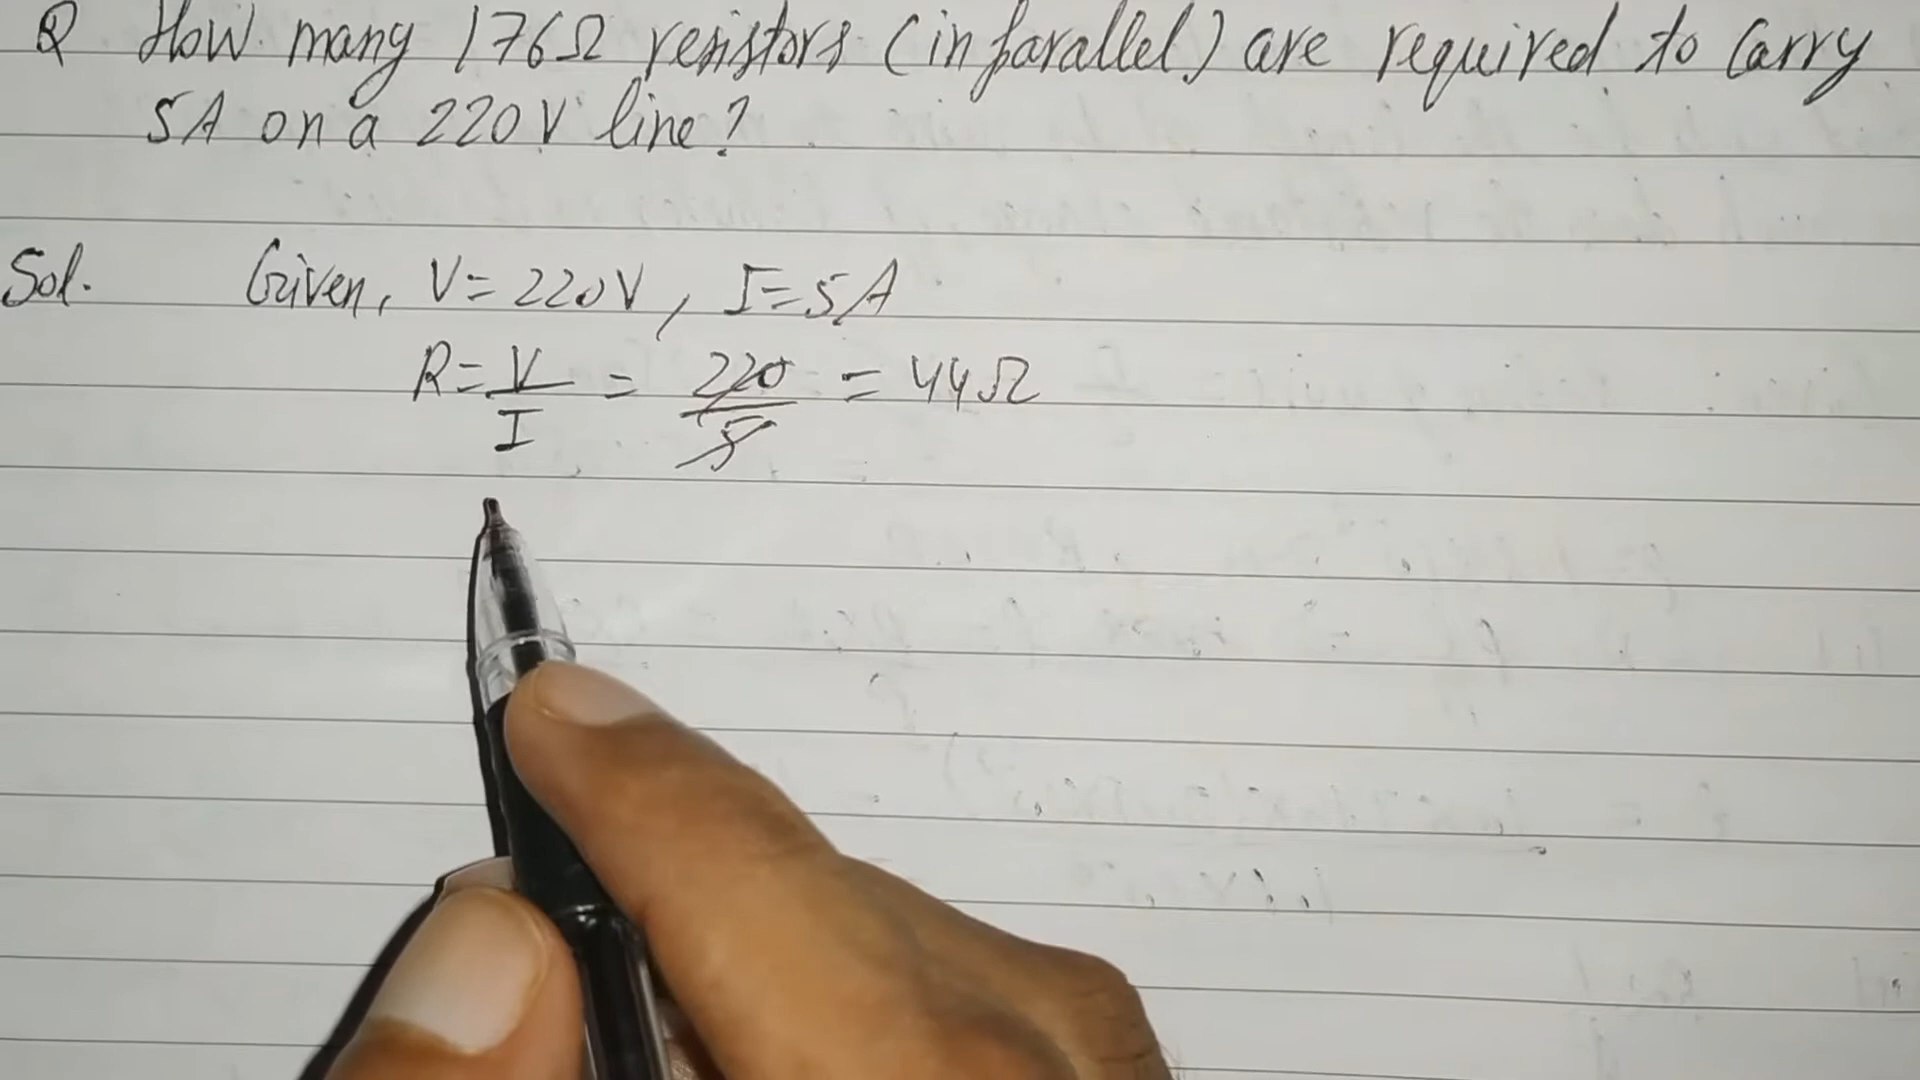 Q How many 176Ω resistors (in parallel) are required to carry
5A on a 220V line?
Sol. Given, V=220V, I=5A
R=V/I = 220/5 = 44Ω